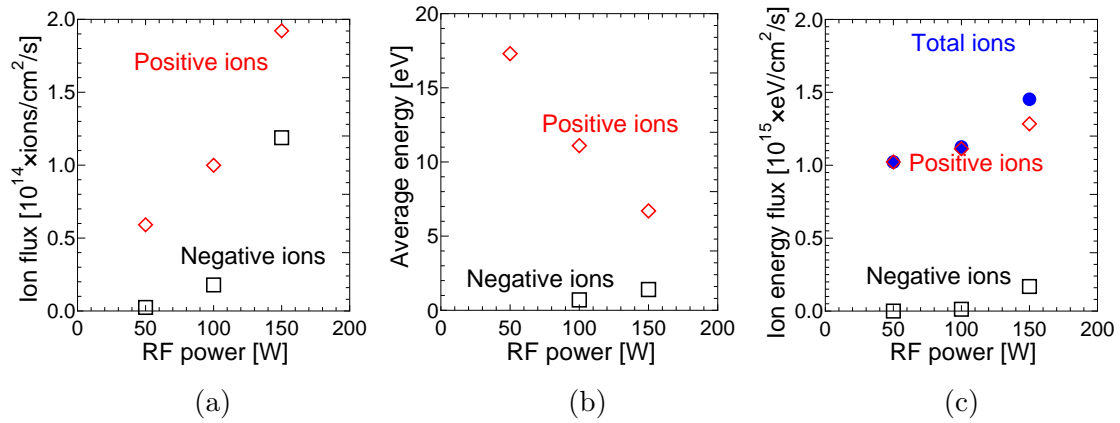 Ion flux [10^14×ions/cm^2/s]
2.0
1.5
1.0
0.5
0.0
0 50 100 150 200
RF power [W]
Positive ions
Negative ions
(a)
Average energy [eV]
20
15
10
5
0
0 50 100 150 200
RF power [W]
Positive ions
Negative ions
(b)
Ion energy flux [10^15×eV/cm^2/s]
2.0
1.5
1.0
0.5
0.0
0 50 100 150 200
RF power [W]
Total ions
Positive ions
Negative ions
(c)